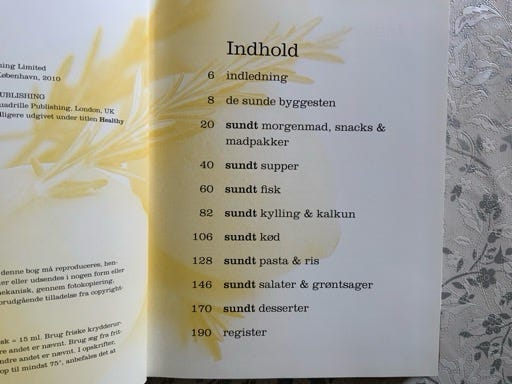 ing Limited
København, 2010
PUBLISHING
uadrille Publishing, London, UK
lligere udgivet under titlen Healthy
denne bog må reproduceres, hen-
ler eller udsendes i nogen form eller
ekanisk, gennem fotokopiering,
orudgående tilladelse fra copyright-
sk = 15 ml. Brug friske krydderur-
re andet er nævnt. Brug æg fra frit-
ndre andet er nævnt. I opskrifter,
op til mindst 75°, anbefales det at
Indhold
6 indledning
8 de sunde byggesten
20 sundt morgenmad, snacks &
madpakker
40 sundt supper
60 sundt fisk
82 sundt kylling & kalkun
106 sundt kød
128 sundt pasta & ris
146 sundt salater & grøntsager
170 sundt desserter
190 register